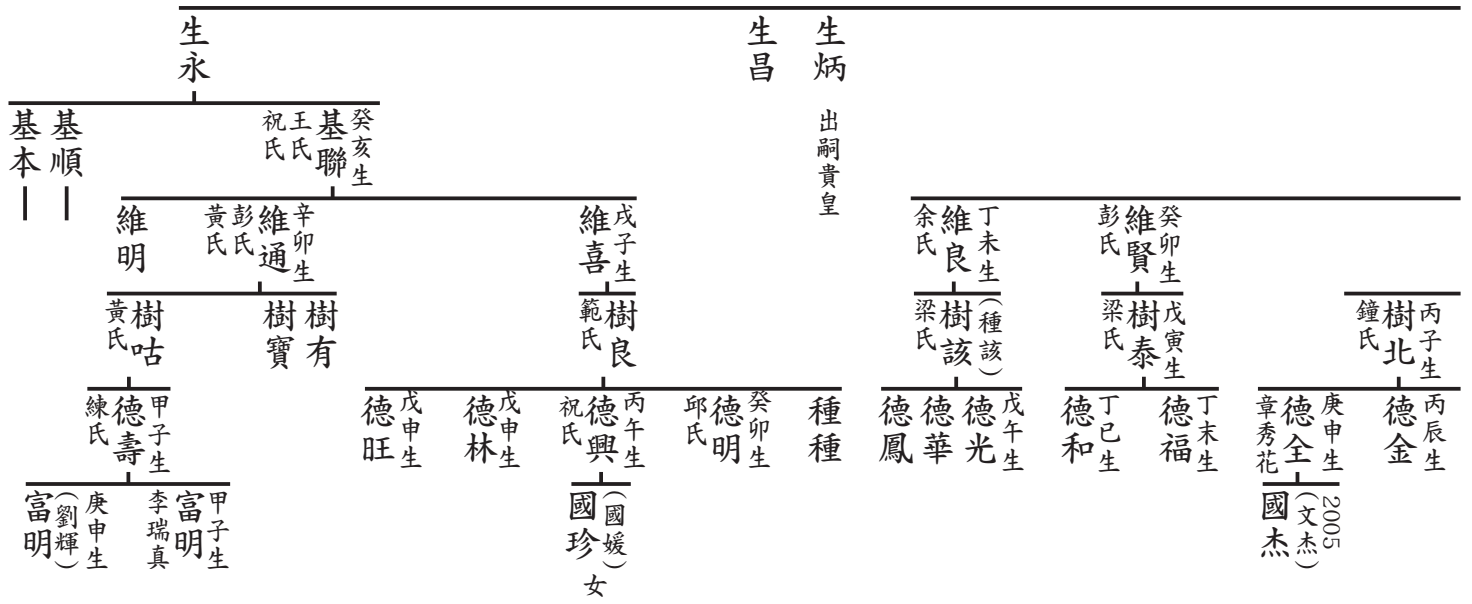 生炳
出嗣貴皇
生昌
生永
癸亥生
基聯
王氏
祝氏
基順
基本
癸卯生
維賢
彭氏
丁未生
維良
余氏
戊子生
維喜
辛卯生
維通
彭氏
黃氏
維明
丙子生
樹北
鐘氏
戊寅生
樹泰
梁氏
(種該)
樹該
梁氏
樹良
範氏
樹有
樹寶
樹咕
黃氏
丙辰生
德金
庚申生
德全
章秀花
丁未生
德福
丁巳生
德和
戊午生
德光
德華
德鳳
種種
癸卯生
德明
邱氏
丙午生
德興
祝氏
戊申生
德林
戊申生
德旺
甲子生
德壽
練氏
2005
(文杰)
國杰
(國媛)
國珍
女
甲子生
富明
李瑞真
庚申生
(劉輝)
富明